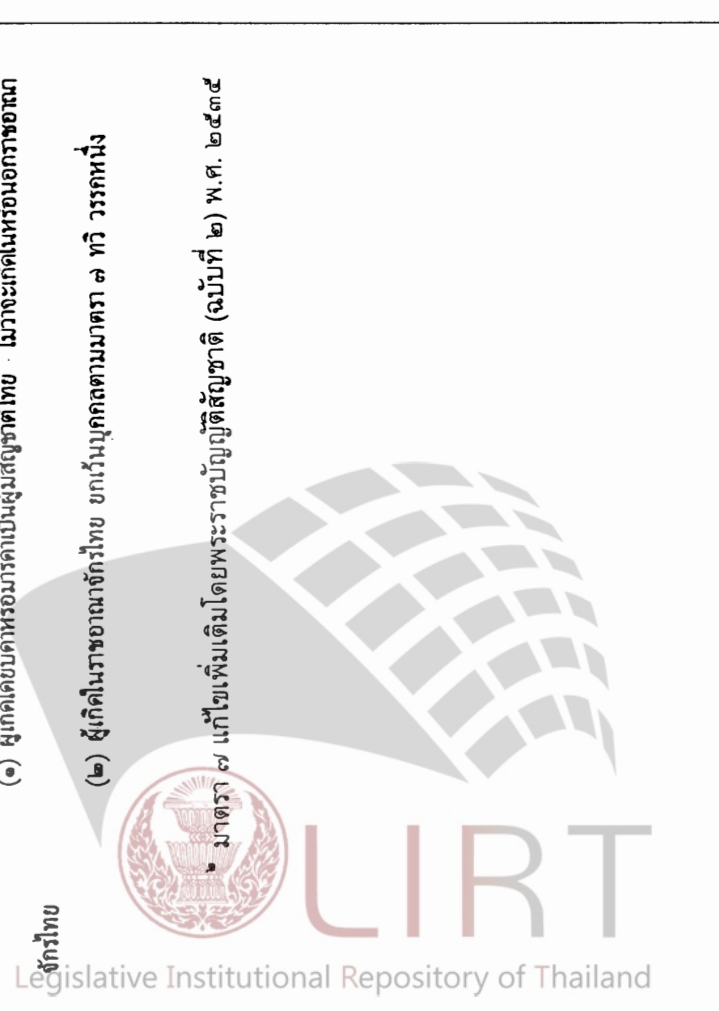 (๑) ผู้เกิดโดยบิดาหรือมารดาเป็นผู้มีสัญชาติไทย ไม่ว่าจะเกิดในหรือนอกราชอาณา
จักรไทย
(๒) ผู้เกิดในราชอาณาจักรไทย ยกเว้นบุคคลตามมาตรา ๗ ทวิ วรรคหนึ่ง
๒ มาตรา ๗ แก้ไขเพิ่มเติมโดยพระราชบัญญัติสัญชาติ (ฉบับที่ ๒) พ.ศ. ๒๕๓๕
LIRT
Legislative Institutional Repository of Thailand